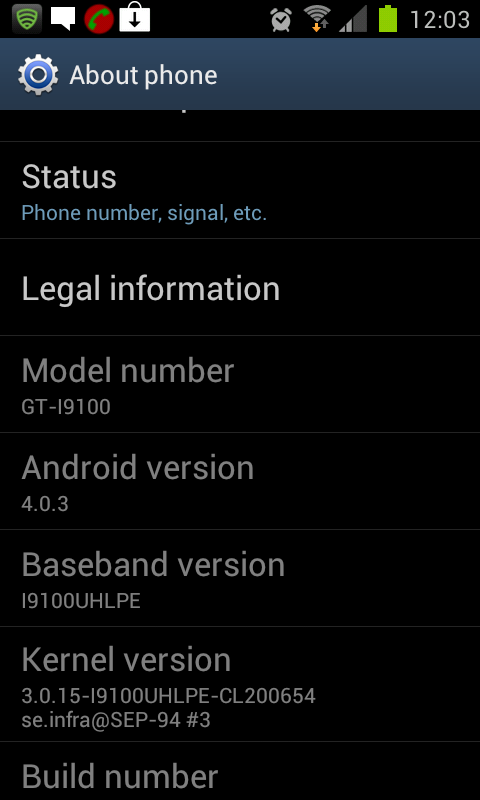 12:03
About phone
Status
Phone number, signal, etc.
Legal information
Model number
GT-I9100
Android version
4.0.3
Baseband version
I9100UHLPE
Kernel version
3.0.15-I9100UHLPE-CL200654
se.infra@SEP-94 #3
Build number